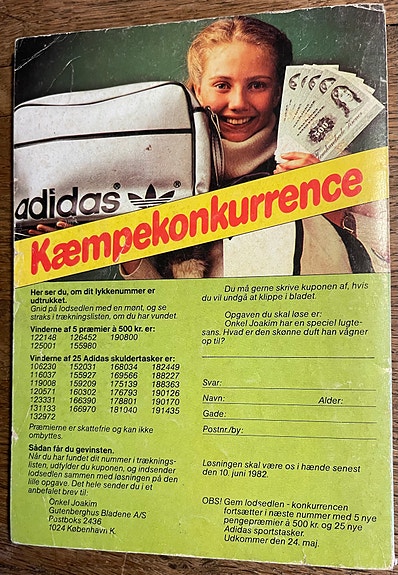 adidas
500
Kæmpekonkurrence
Her ser du, om dit lykkenummer er
udtrukket.
Gnid på lodsedlen med en mønt, og se
straks i trækningslisten, om du har vundet.
Vinderne af 5 præmier à 500 kr. er:
122148 126452 190800
125001 155980
Vinderne af 25 Adidas skuldertasker er:
106230 152031 168034 182449
116037 155927 169566 188227
119008 159209 175139 188363
120571 160302 176793 190126
123331 166390 178801 190170
131133 166970 181040 191435
132972
Præmierne er skattefrie og kan ikke
ombyttes.
Sådan får du gevinsten.
Når du har fundet dit nummer i træknings-
listen, udfylder du kuponen, og indsender
lodsedlen sammen med løsningen på den
lille opgave. Det hele sender du i et
anbefalet brev til:
Onkel Joakim
Gutenberghus Bladene A/S
Postboks 2436
1024 København K.
Du må gerne skrive kuponen af, hvis
du vil undgå at klippe i bladet.
Opgaven du skal løse er:
Onkel Joakim har en speciel lugte-
sans. Hvad er den skønne duft han vågner
op til?
Svar:
Navn: Alder:
Gade:
Postnr./by:
Løsningen skal være os i hænde senest
den 10. juni 1982.
OBS! Gem lodsedlen - konkurrencen
fortsætter i næste nummer med 5 nye
pengepræmier à 500 kr. og 25 nye
Adidas sportstasker.
Udkommer den 24. maj.